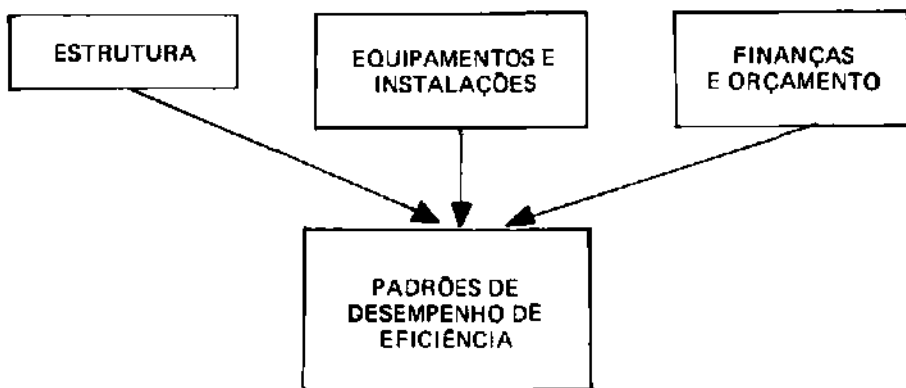 ESTRUTURA
EQUIPAMENTOS E
INSTALAÇÕES
FINANÇAS
E ORÇAMENTO
PADRÕES DE
DESEMPENHO DE
EFICIÊNCIA